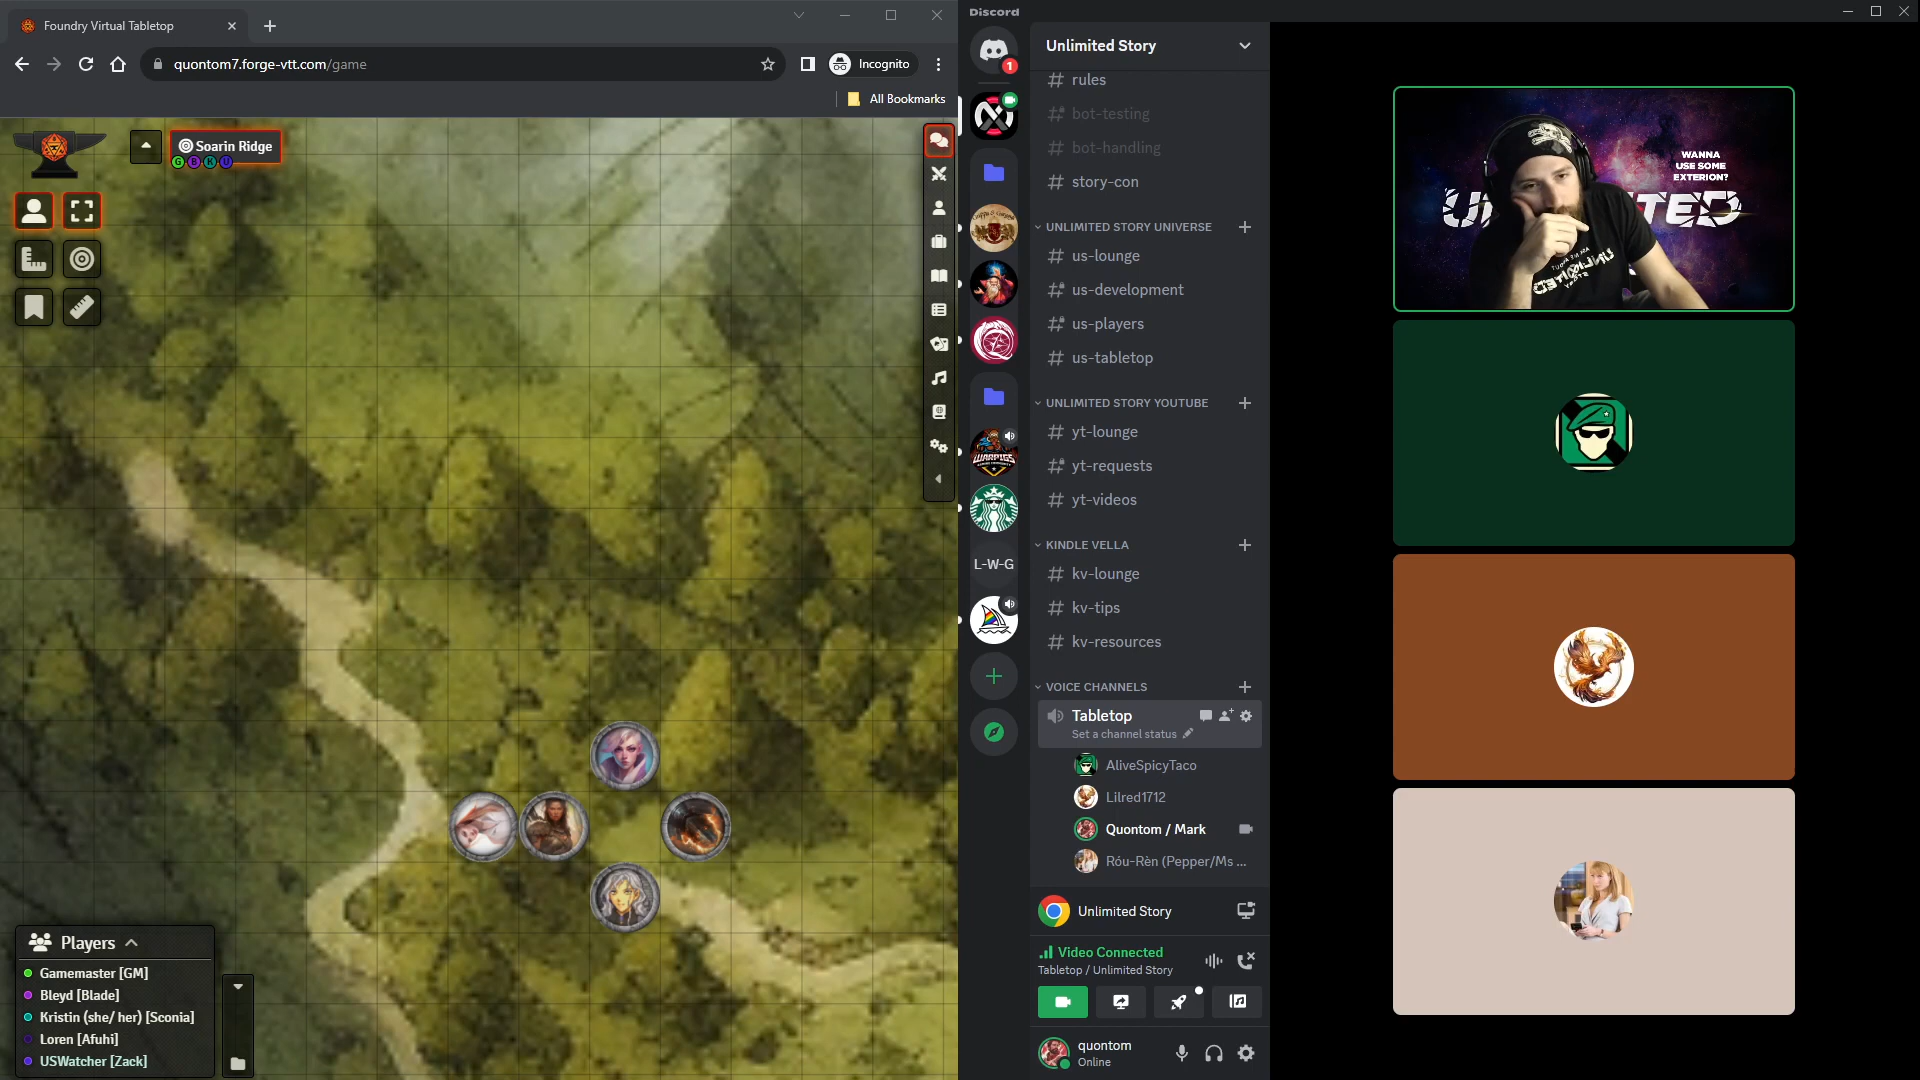 Foundry Virtual Tabletop
quontom7.forge-vtt.com/game
Incognito
All Bookmarks
Soarin Ridge
G B K U
Players
Gamemaster [GM]
Bleyd [Blade]
Kristin (she/ her) [Sconia]
Loren [Afuhi]
USWatcher [Zack]
Discord
1
WARPIGS
L-W-G
Unlimited Story
rules
bot-testing
bot-handling
story-con
UNLIMITED STORY UNIVERSE
us-lounge
us-development
us-players
us-tabletop
UNLIMITED STORY YOUTUBE
yt-lounge
yt-requests
yt-videos
KINDLE VELLA
kv-lounge
kv-tips
kv-resources
VOICE CHANNELS
Tabletop
Set a channel status
AliveSpicyTaco
Lilred1712
Quontom / Mark
Róu-Rèn (Pepper/Ms ...
Unlimited Story
Video Connected
Tabletop / Unlimited Story
quontom
Online
WANNA
USE SOME
EXTERION?